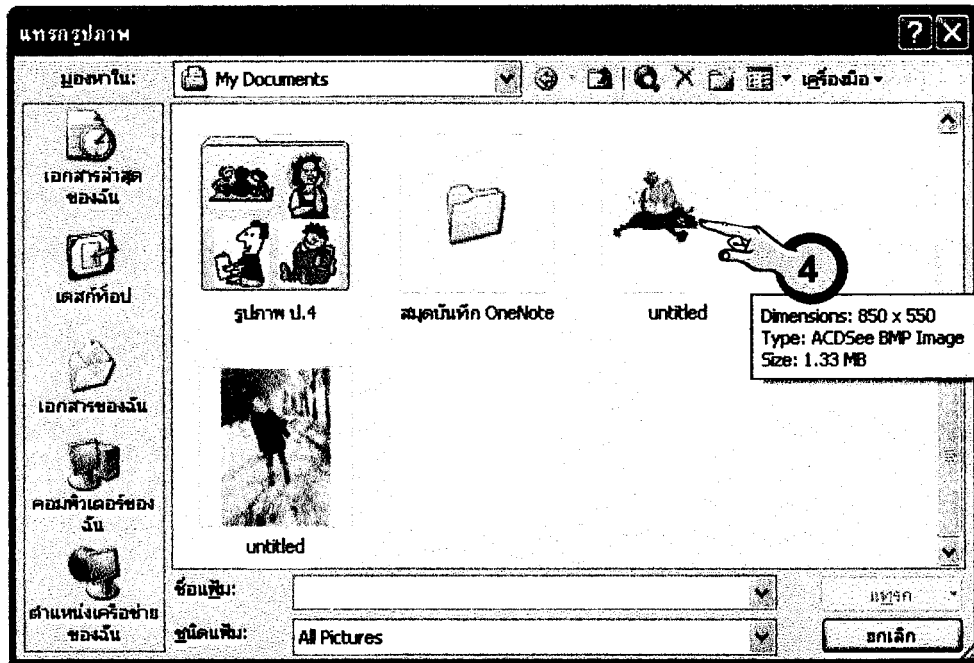 แทรกรูปภาพ
มองหาใน:
My Documents
เครื่องมือ
เอกสารล่าสุด
ของฉัน
เดสก์ท็อป
เอกสารของฉัน
คอมพิวเตอร์ของ
ฉัน
ตำแหน่งเครือข่าย
ของฉัน
รูปภาพ ป.4
สมุดบันทึก OneNote
untitled
4
Dimensions: 850 x 550
Type: ACDSee BMP Image
Size: 1.33 MB
untitled
ชื่อแฟ้ม:
แทรก
ชนิดแฟ้ม:
All Pictures
ยกเลิก